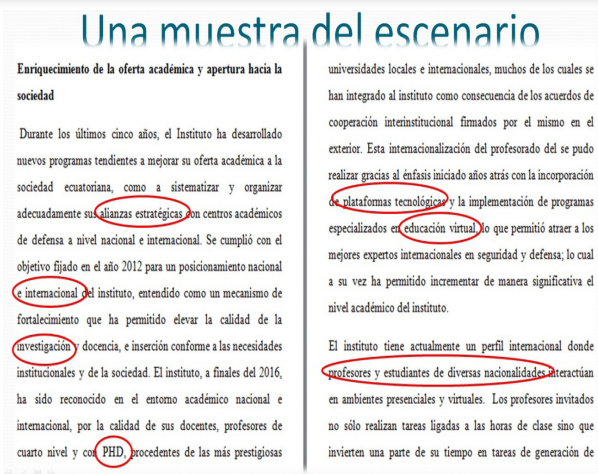 Una muestra del escenario
Enriquecimiento de la oferta académica y apertura hacia la
sociedad
Durante los últimos cinco años, el Instituto ha desarrollado
nuevos programas tendientes a mejorar su oferta académica a la
sociedad ecuatoriana, como a sistematizar y organizar
adecuadamente sus alianzas estratégicas con centros académicos
de defensa a nivel nacional e internacional. Se cumplió con el
objetivo fijado en el año 2012 para un posicionamiento nacional
e internacional del instituto, entendido como un mecanismo de
fortalecimiento que ha permitido elevar la calidad de la
investigación y docencia, e inserción conforme a las necesidades
institucionales y de la sociedad. El instituto, a finales del 2016,
ha sido reconocido en el entorno académico nacional e
internacional, por la calidad de sus docentes, profesores de
cuarto nivel y con PHD, procedentes de las más prestigiosas
universidades locales e internacionales, muchos de los cuales se
han integrado al instituto como consecuencia de los acuerdos de
cooperación interinstitucional firmados por el mismo en el
exterior. Esta internacionalización del profesorado del se pudo
realizar gracias al énfasis iniciado años atrás con la incorporación
de plataformas tecnológicas y la implementación de programas
especializados en educación virtual, lo que permitió atraer a los
mejores expertos internacionales en seguridad y defensa; lo cual
a su vez ha permitido incrementar de manera significativa el
nivel académico del instituto.
El instituto tiene actualmente un perfil internacional donde
profesores y estudiantes de diversas nacionalidades interactúan
en ambientes presenciales y virtuales. Los profesores invitados
no sólo realizan tareas ligadas a las horas de clase sino que
invierten una parte de su tiempo en tareas de generación de